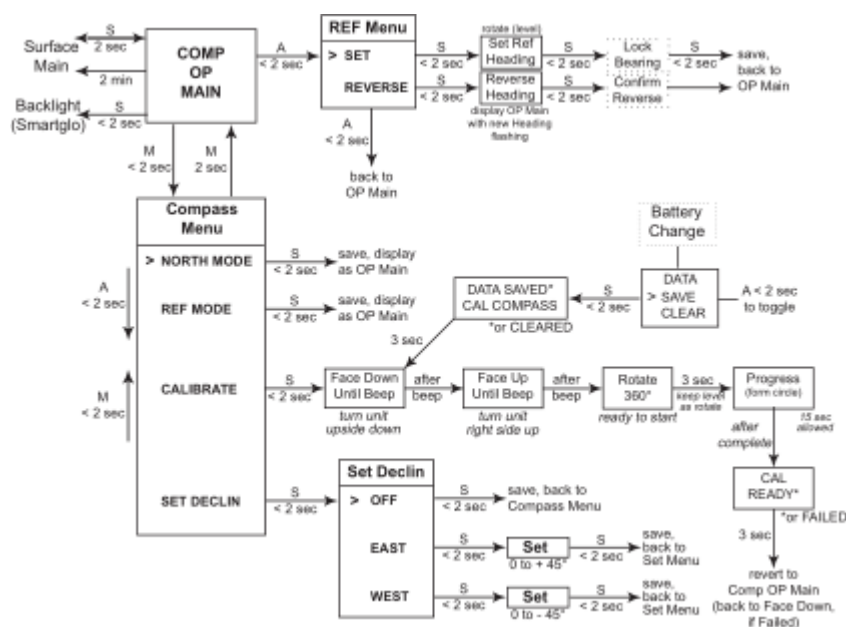 S
2 sec
Surface
Main
2 min
Backlight
(Smartglo)
S
< 2 sec
COMP
OP
MAIN
A
< 2 sec
REF Menu
> SET
REVERSE
S
< 2 sec
rotate (level)
Set Ref
Heading
S
< 2 sec
Lock
Bearing
S
< 2 sec
save,
back to
OP Main
S
< 2 sec
Reverse
Heading
display OP Main
with new Heading
flashing
S
< 2 sec
Confirm
Reverse
A
< 2 sec
back to
OP Main
M
< 2 sec
M
2 sec
Compass
Menu
> NORTH MODE
S
< 2 sec
save, display
as OP Main
A
< 2 sec
REF MODE
S
< 2 sec
save, display
as OP Main
Battery
Change
DATA
> SAVE
CLEAR
A < 2 sec
to toggle
S
< 2 sec
DATA SAVED*
CAL COMPASS
*or CLEARED
3 sec
M
< 2 sec
CALIBRATE
S
< 2 sec
Face Down
Until Beep
turn unit
upside down
after
beep
Face Up
Until Beep
turn unit
right side up
after
beep
Rotate
360°
ready to start
3 sec
keep level
as rotate
Progress
(form circle)
15 sec
allowed
after
complete
CAL
READY*
*or FAILED
3 sec
revert to
Comp OP Main
(back to Face Down,
if Failed)
SET DECLIN
S
< 2 sec
Set Declin
> OFF
S
< 2 sec
save, back to
Compass Menu
EAST
S
< 2 sec
Set
0 to + 45°
S
< 2 sec
save,
back to
Set Menu
WEST
S
< 2 sec
Set
0 to - 45°
S
< 2 sec
save,
back to
Set Menu